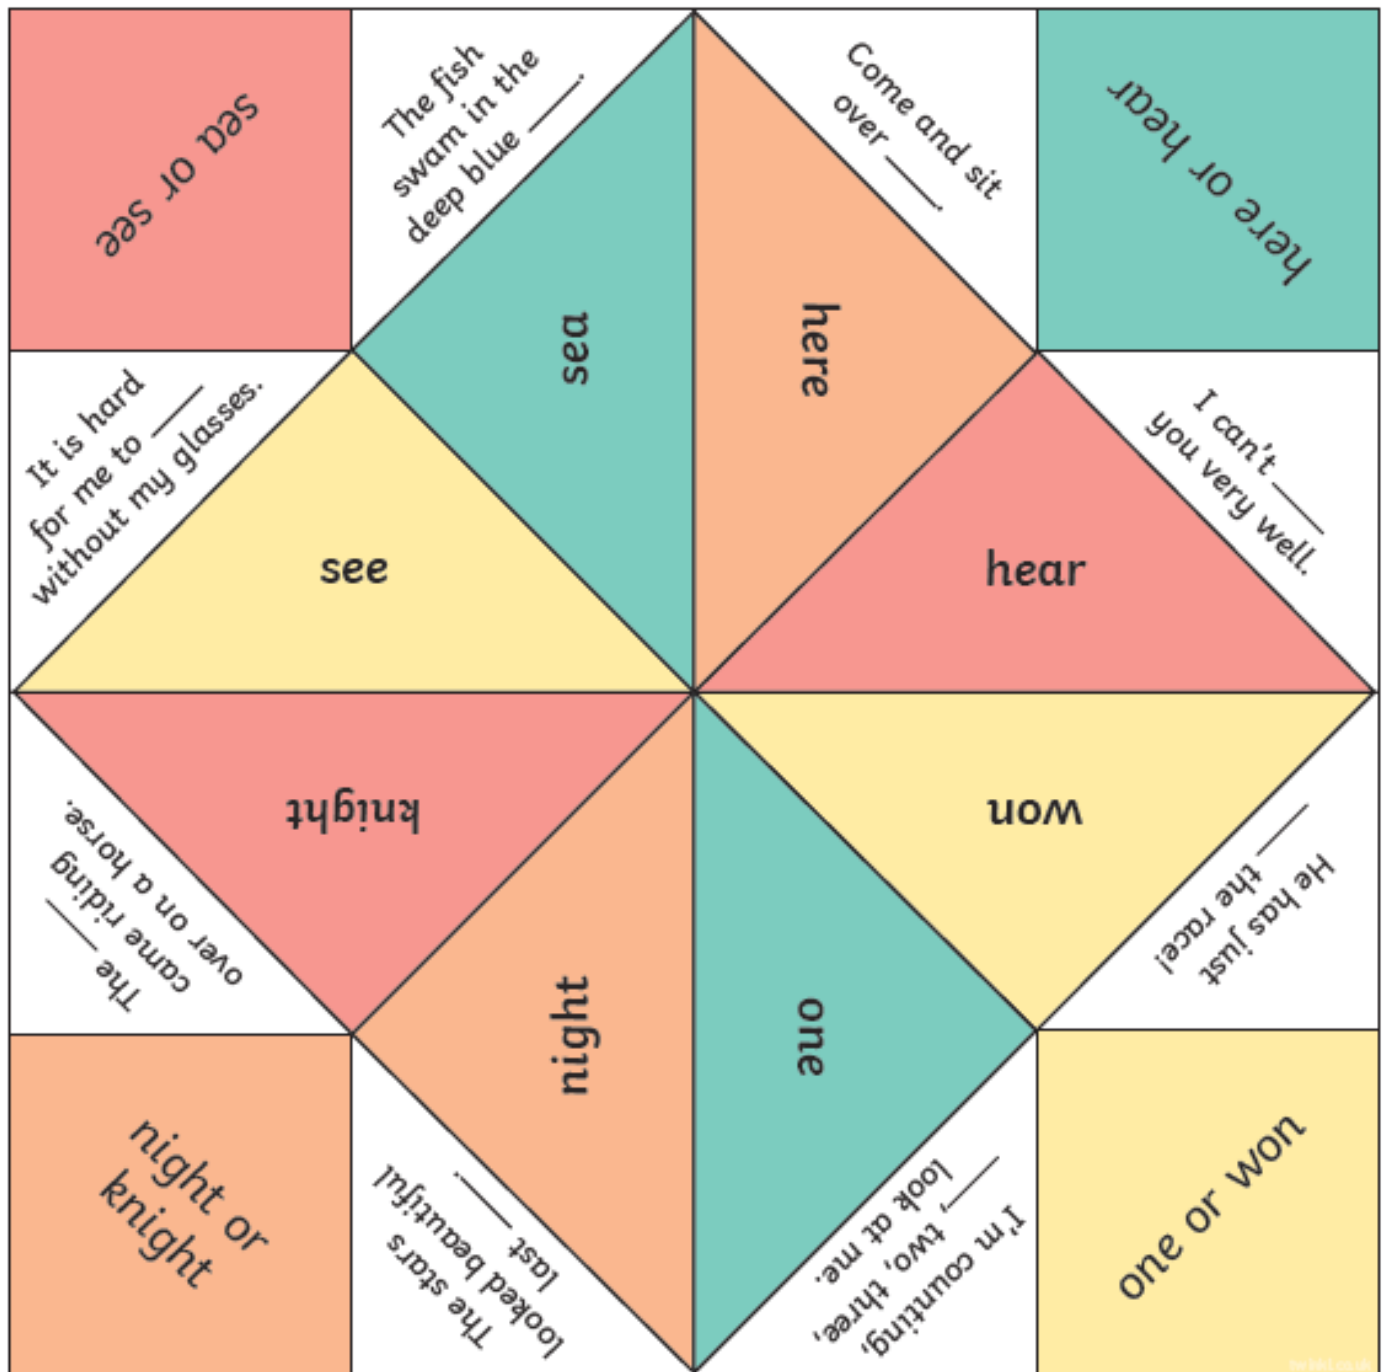 sea or see
The fish
swam in the
deep blue ____.
Come and sit
over ____.
here or hear
sea
here
It is hard
for me to ____
without my glasses.
I can't ____
you very well.
see
hear
knight
won
The ____
came riding
over on a horse.
He has just
____ the race!
night
one
night or
knight
The stars
looked beautiful
last ____.
I'm counting,
____, two, three,
look at me.
one or won